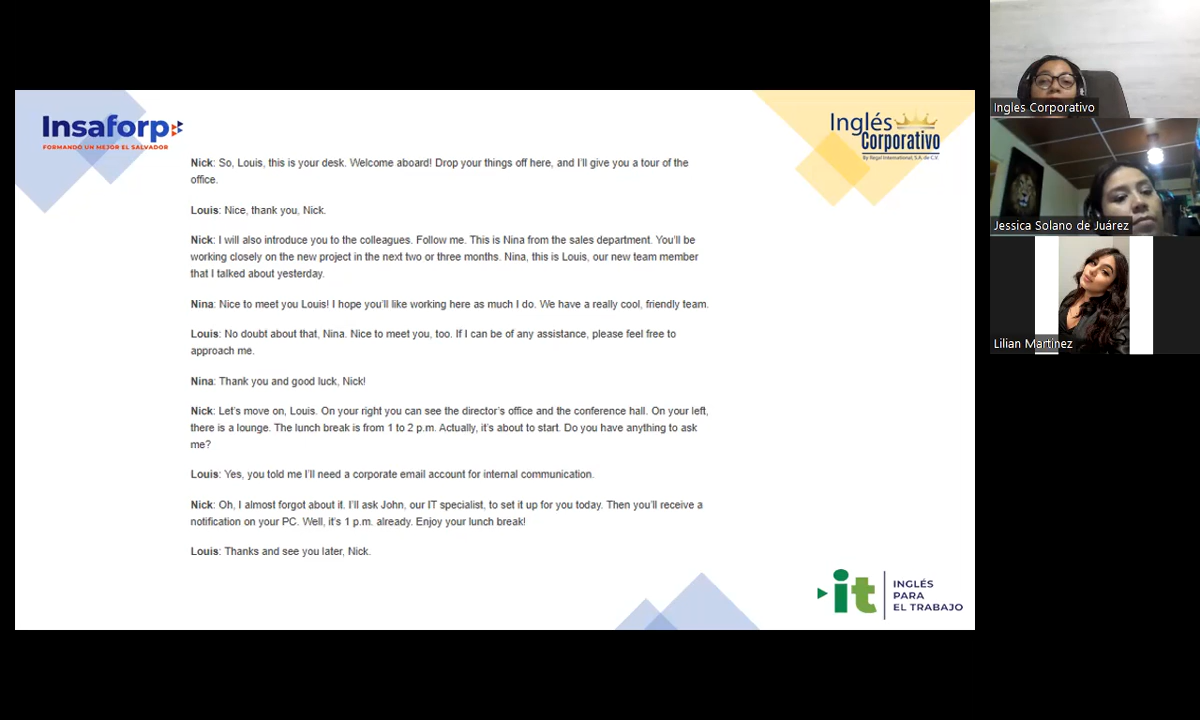 Insaforp
FORMANDO UN MEJOR EL SALVADOR
Inglés
Corporativo
By Regal International, S.A. de C.V.
Nick: So, Louis, this is your desk. Welcome aboard! Drop your things off here, and I'll give you a tour of the
office.
Louis: Nice, thank you, Nick.
Nick: I will also introduce you to the colleagues. Follow me. This is Nina from the sales department. You'll be
working closely on the new project in the next two or three months. Nina, this is Louis, our new team member
that I talked about yesterday.
Nina: Nice to meet you Louis! I hope you'll like working here as much I do. We have a really cool, friendly team.
Louis: No doubt about that, Nina. Nice to meet you, too. If I can be of any assistance, please feel free to
approach me.
Nina: Thank you and good luck, Nick!
Nick: Let's move on, Louis. On your right you can see the director's office and the conference hall. On your left,
there is a lounge. The lunch break is from 1 to 2 p.m. Actually, it's about to start. Do you have anything to ask
me?
Louis: Yes, you told me I'll need a corporate email account for internal communication.
Nick: Oh, I almost forgot about it. I'll ask John, our IT specialist, to set it up for you today. Then you'll receive a
notification on your PC. Well, it's 1 p.m. already. Enjoy your lunch break!
Louis: Thanks and see you later, Nick.
it
INGLÉS
PARA
EL TRABAJO
Ingles Corporativo
Jessica Solano de Juárez
Lilian Martinez